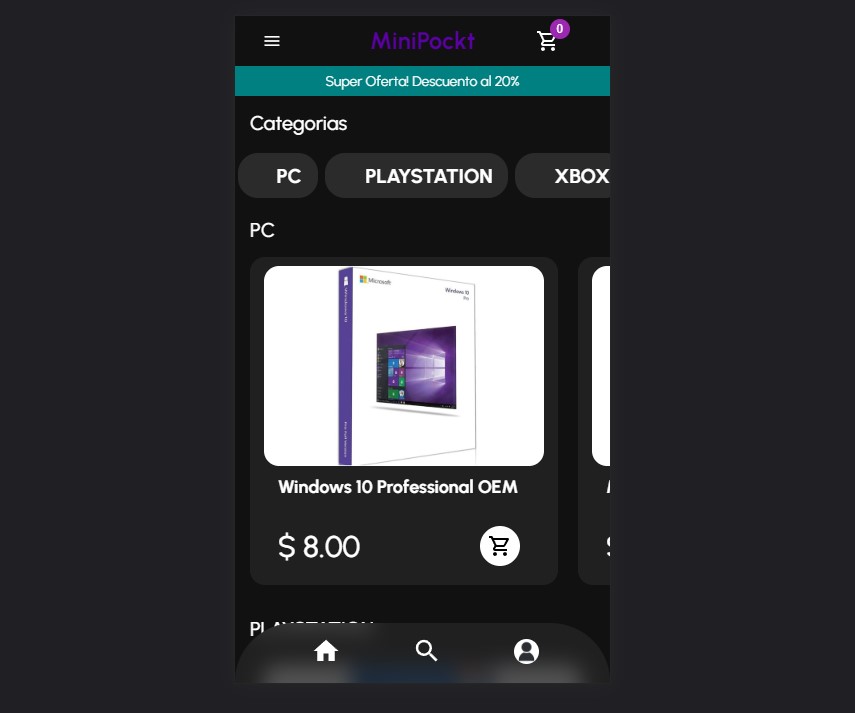 MiniPockt
0
Super Oferta! Descuento al 20%
Categorias
PC
PLAYSTATION
XBOX
PC
Microsoft
Windows 10
Pro
Windows 10 Professional OEM
$ 8.00
PLAYSTATION